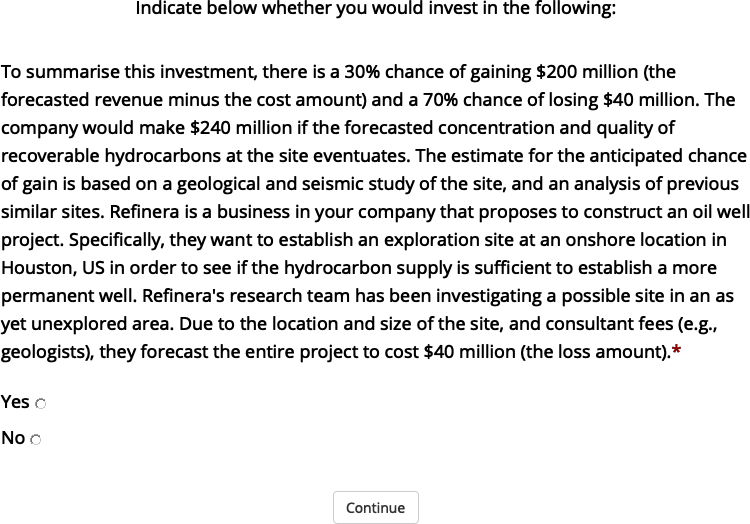 Indicate below whether you would invest in the following:
To summarise this investment, there is a 30% chance of gaining $200 million (the
forecasted revenue minus the cost amount) and a 70% chance of losing $40 million. The
company would make $240 million if the forecasted concentration and quality of
recoverable hydrocarbons at the site eventuates. The estimate for the anticipated chance
of gain is based on a geological and seismic study of the site, and an analysis of previous
similar sites. Refinera is a business in your company that proposes to construct an oil well
project. Specifically, they want to establish an exploration site at an onshore location in
Houston, US in order to see if the hydrocarbon supply is sufficient to establish a more
permanent well. Refinera's research team has been investigating a possible site in an as
yet unexplored area. Due to the location and size of the site, and consultant fees (e.g.,
geologists), they forecast the entire project to cost $40 million (the loss amount).*
Yes
No
Continue